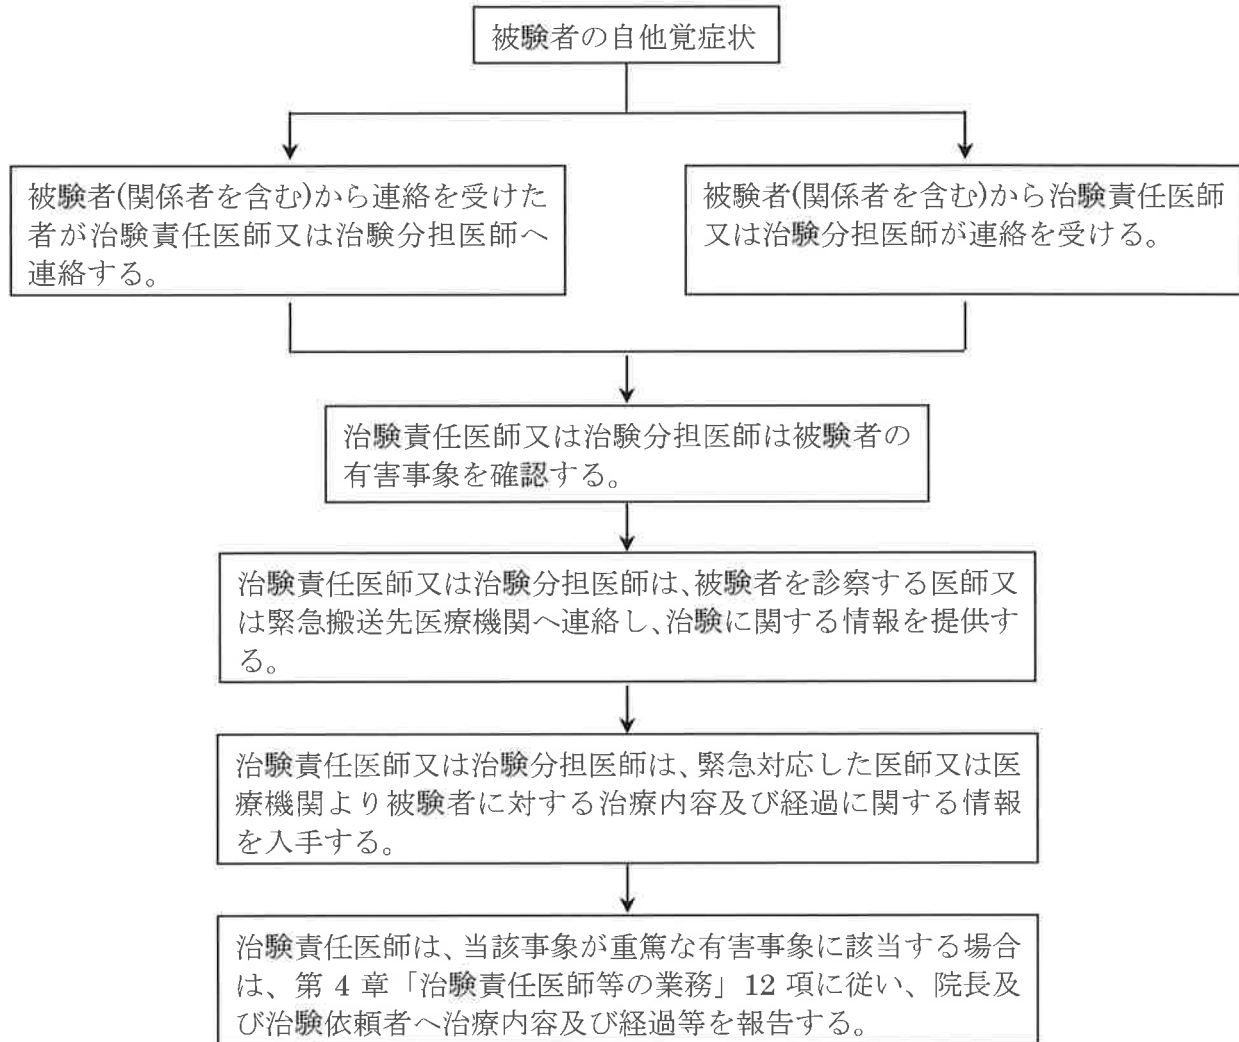 被験者の自他覚症状
被験者(関係者を含む)から連絡を受けた
者が治験責任医師又は治験分担医師へ
連絡する。
被験者(関係者を含む)から治験責任医師
又は治験分担医師が連絡を受ける。
治験責任医師又は治験分担医師は被験者の
有害事象を確認する。
治験責任医師又は治験分担医師は、被験者を診察する医師又
は緊急搬送先医療機関へ連絡し、治験に関する情報を提供す
る。
治験責任医師又は治験分担医師は、緊急対応した医師又は医
療機関より被験者に対する治療内容及び経過に関する情報
を入手する。
治験責任医師は、当該事象が重篤な有害事象に該当する場合
は、第 4 章「治験責任医師等の業務」12 項に従い、院長及
び治験依頼者へ治療内容及び経過等を報告する。